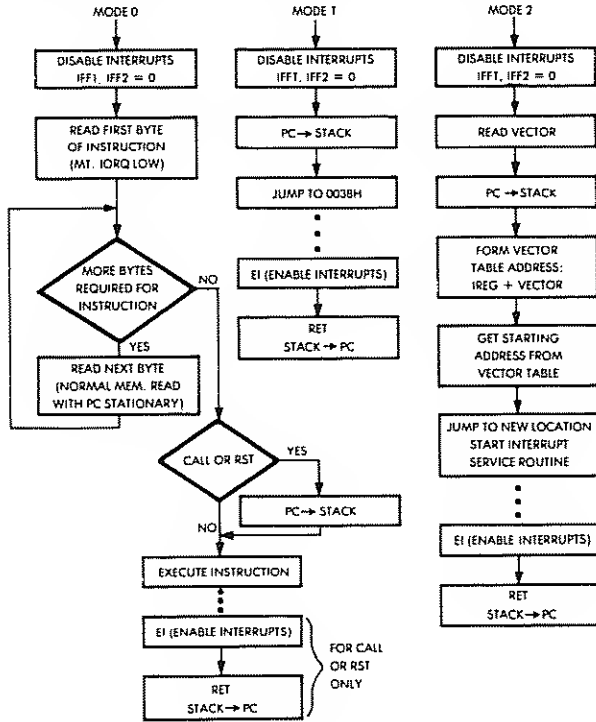 MODE 0
DISABLE INTERRUPTS
IFF1, IFF2 = 0
READ FIRST BYTE
OF INSTRUCTION
(MT. IORQ LOW)
MORE BYTES
REQUIRED FOR
INSTRUCTION
NO
YES
READ NEXT BYTE
(NORMAL MEM. READ
WITH PC STATIONARY)
CALL OR RST
YES
PC→STACK
NO
EXECUTE INSTRUCTION
EI (ENABLE INTERRUPTS)
RET
STACK→PC
FOR CALL
OR RST
ONLY
MODE T
DISABLE INTERRUPTS
IFFT, IFF2 = 0
PC→STACK
JUMP TO 0038H
EI (ENABLE INTERRUPTS)
RET
STACK→PC
MODE 2
DISABLE INTERRUPTS
IFFT, IFF2 = 0
READ VECTOR
PC→STACK
FORM VECTOR
TABLE ADDRESS:
IREG + VECTOR
GET STARTING
ADDRESS FROM
VECTOR TABLE
JUMP TO NEW LOCATION
START INTERRUPT
SERVICE ROUTINE
EI (ENABLE INTERRUPTS)
RET
STACK→PC